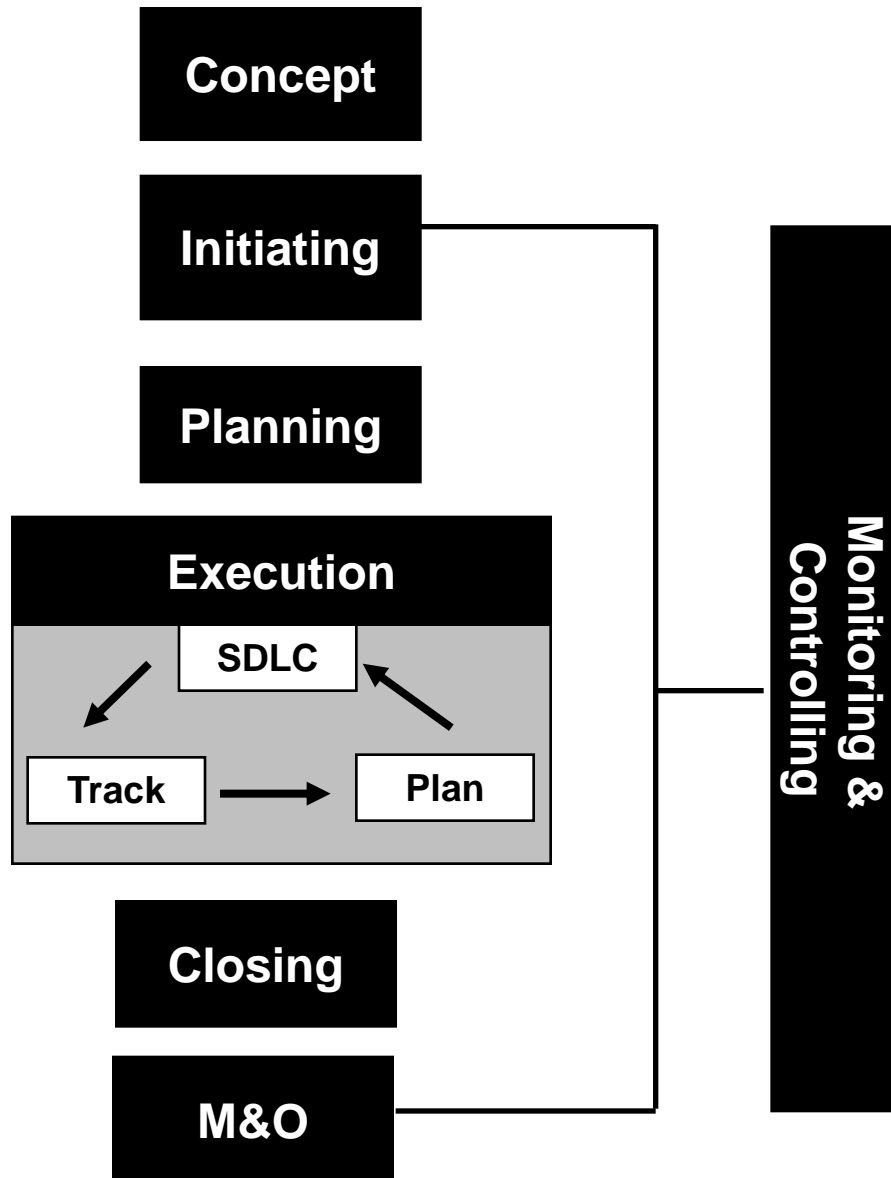 Concept
Initiating
Planning
Execution
SDLC
Track
Plan
Closing
M&O
Monitoring &
Controlling